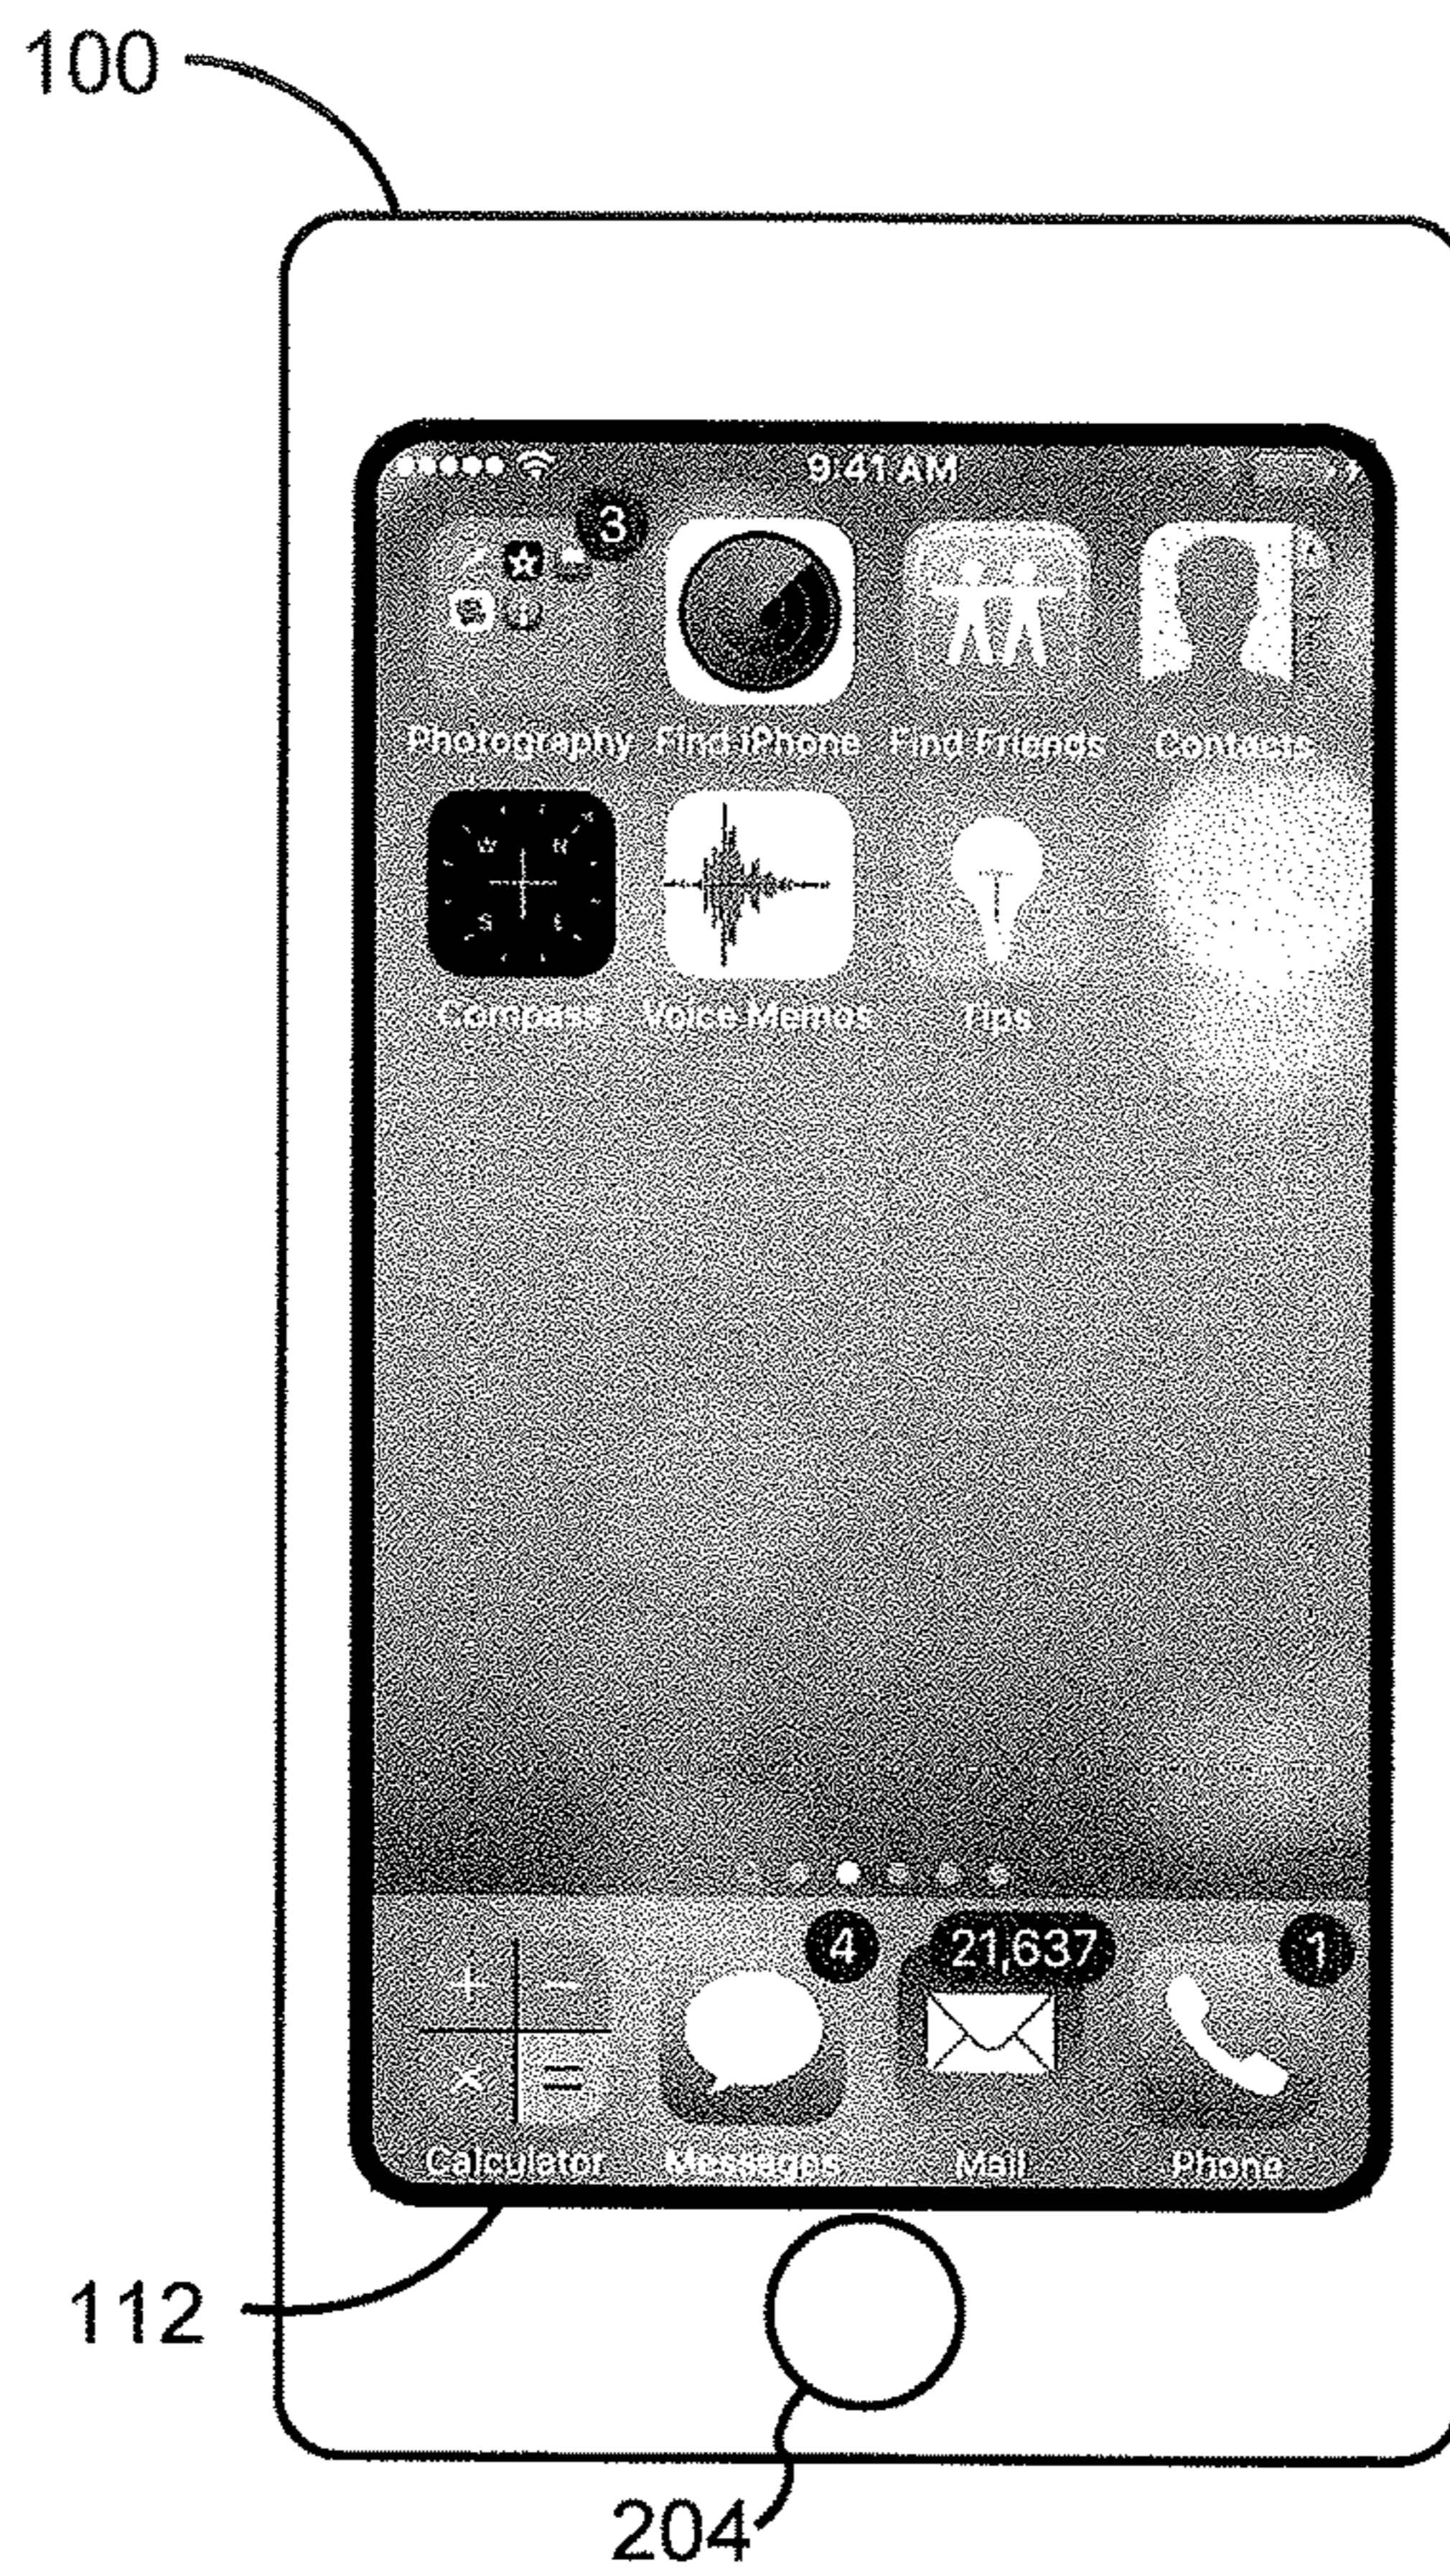 100
9:41 AM
3
Photography Find iPhone Find Friends Contacts
W N
S E
Compass Voice Memos Tips
4 21,637 1
+ −
× =
Calculator Messages Mail Phone
112
204